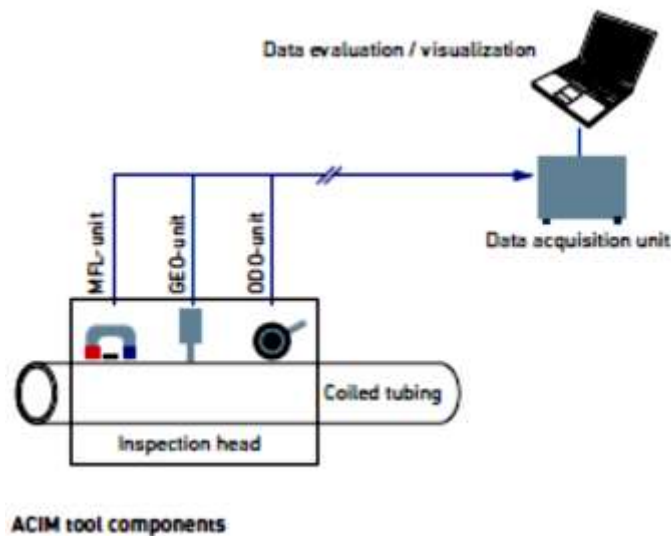 Data evaluation / visualization
Data acquisition unit
MFL-unit
GEO-unit
ODO-unit
Coiled tubing
Inspection head
ACIM tool components